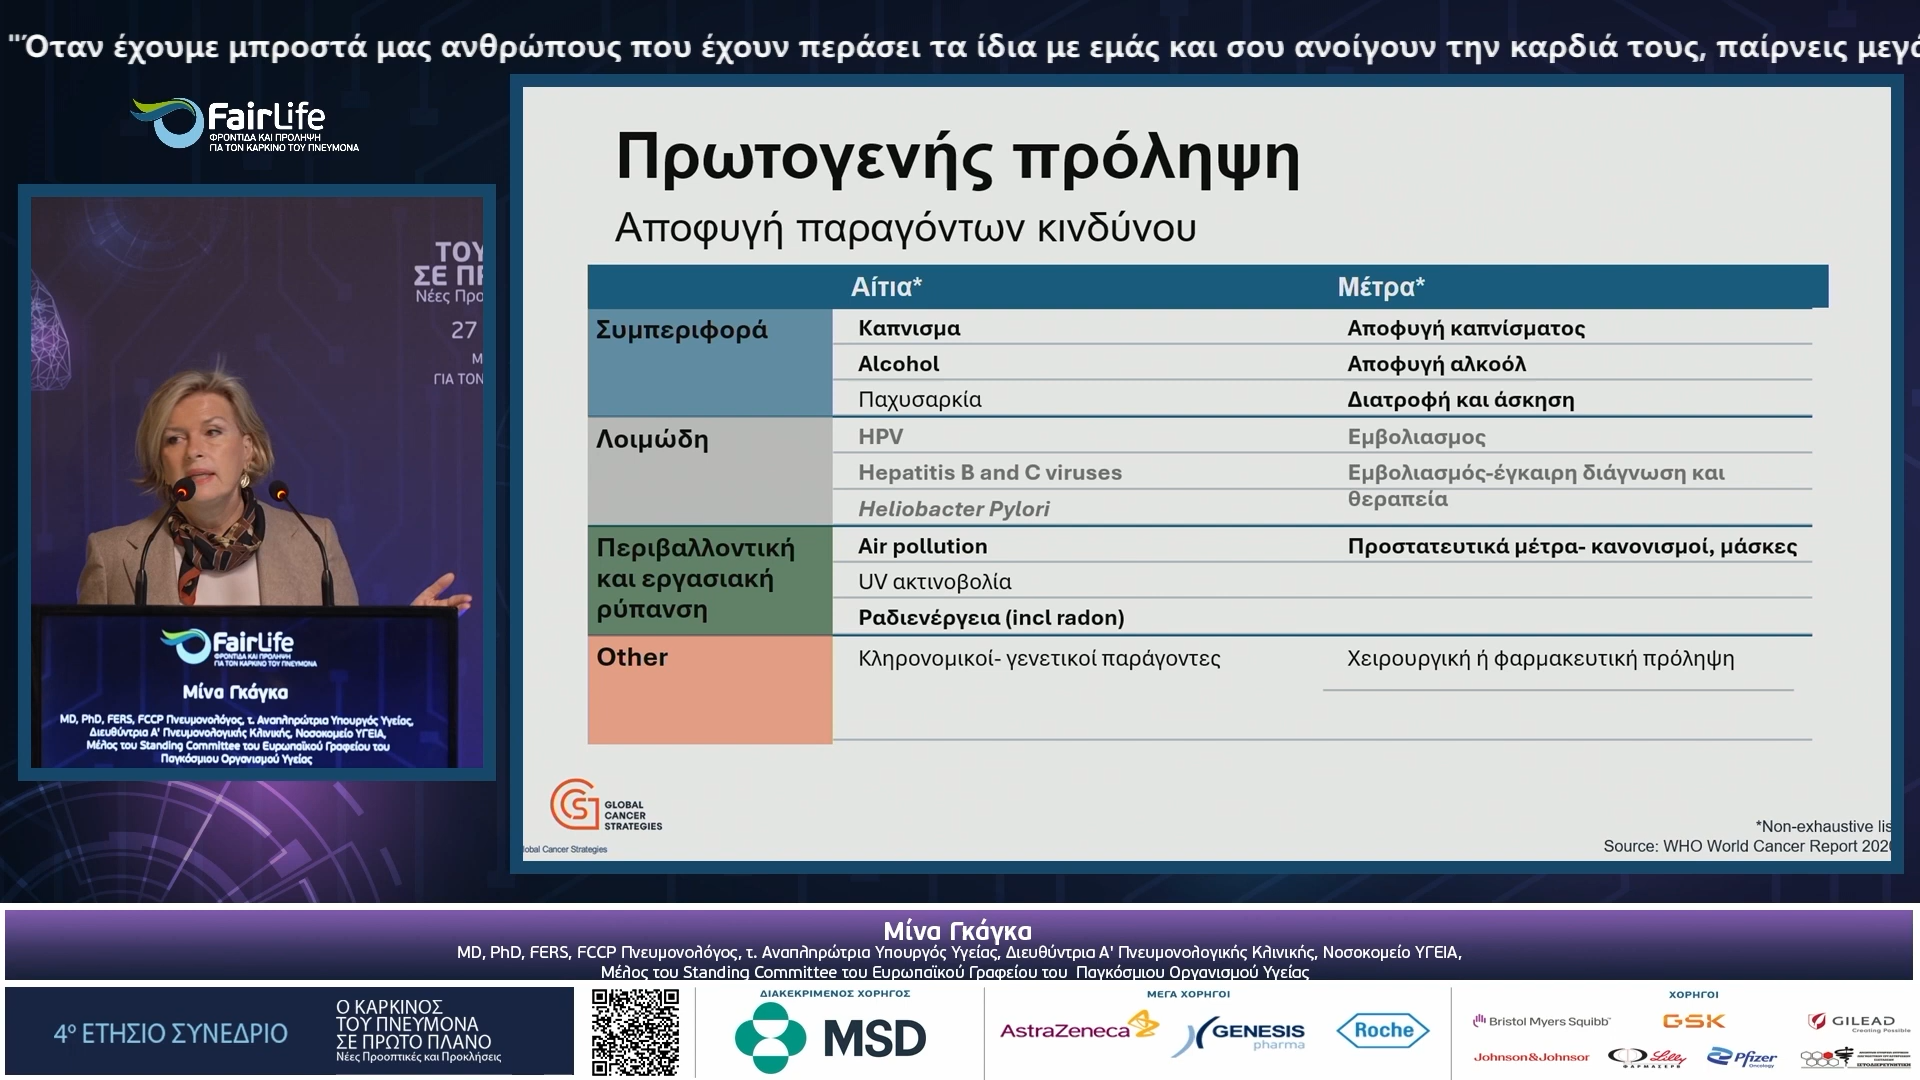 "Όταν έχουμε μπροστά μας ανθρώπους που έχουν περάσει τα ίδια με εμάς και σου ανοίγουν την καρδιά τους, παίρνεις
FairLife
ΦΡΟΝΤΙΔΑ ΚΑΙ ΠΡΟΛΗΨΗ
ΓΙΑ ΤΟΝ ΚΑΡΚΙΝΟ ΤΟΥ ΠΝΕΥΜΟΝΑ
ΤΟΥ
ΣΕ ΠΡ
Νέες Προ
27
Μ
ΓΙΑ ΤΟΝ
FairLife
ΦΡΟΝΤΙΔΑ ΚΑΙ ΠΡΟΛΗΨΗ
ΓΙΑ ΤΟΝ ΚΑΡΚΙΝΟ ΤΟΥ ΠΝΕΥΜΟΝΑ
Μίνα Γκάγκα
MD, PhD, FERS, FCCP Πνευμονολόγος, τ. Αναπληρώτρια Υπουργός Υγείας,
Διευθύντρια Α' Πνευμονολογικής Κλινικής, Νοσοκομείο ΥΓΕΙΑ,
Μέλος του Standing Committee του Ευρωπαϊκού Γραφείου του
Παγκόσμιου Οργανισμού Υγείας
Πρωτογενής πρόληψη
Αποφυγή παραγόντων κινδύνου
Αίτια* Μέτρα*
Συμπεριφορά Καπνισμα Αποφυγή καπνίσματος
Alcohol Αποφυγή αλκοόλ
Παχυσαρκία Διατροφή και άσκηση
Λοιμώδη HPV Εμβολιασμος
Hepatitis B and C viruses Εμβολιασμός-έγκαιρη διάγνωση και
θεραπεία
Heliobacter Pylori
Περιβαλλοντική Air pollution Προστατευτικά μέτρα- κανονισμοί, μάσκες
και εργασιακή UV ακτινοβολία
ρύπανση Ραδιενέργεια (incl radon)
Other Κληρονομικοί- γενετικοί παράγοντες Χειρουργική ή φαρμακευτική πρόληψη
GLOBAL
CANCER
STRATEGIES
lobal Cancer Strategies
*Non-exhaustive lis
Source: WHO World Cancer Report 2020
Μίνα Γκάγκα
MD, PhD, FERS, FCCP Πνευμονολόγος, τ. Αναπληρώτρια Υπουργός Υγείας, Διευθύντρια Α' Πνευμονολογικής Κλινικής, Νοσοκομείο ΥΓΕΙΑ,
Μέλος του Standing Committee του Ευρωπαϊκού Γραφείου του Παγκόσμιου Οργανισμού Υγείας
4º ΕΤΗΣΙΟ ΣΥΝΕΔΡΙΟ
Ο ΚΑΡΚΙΝΟΣ
ΤΟΥ ΠΝΕΥΜΟΝΑ
ΣΕ ΠΡΩΤΟ ΠΛΑΝΟ
Νέες Προοπτικές και Προκλήσεις
ΔΙΑΚΕΚΡΙΜΕΝΟΣ ΧΟΡΗΓΟΣ
MSD
ΜΕΓΑ ΧΟΡΗΓΟΙ
AstraZeneca
GENESIS
pharma
Roche
ΧΟΡΗΓΟΙ
Bristol Myers Squibb
GSK
GILEAD
Creating Possible
Johnson&Johnson
Lilly
ΦΑΡΜΑΣΕΡΒ
Pfizer
Oncology